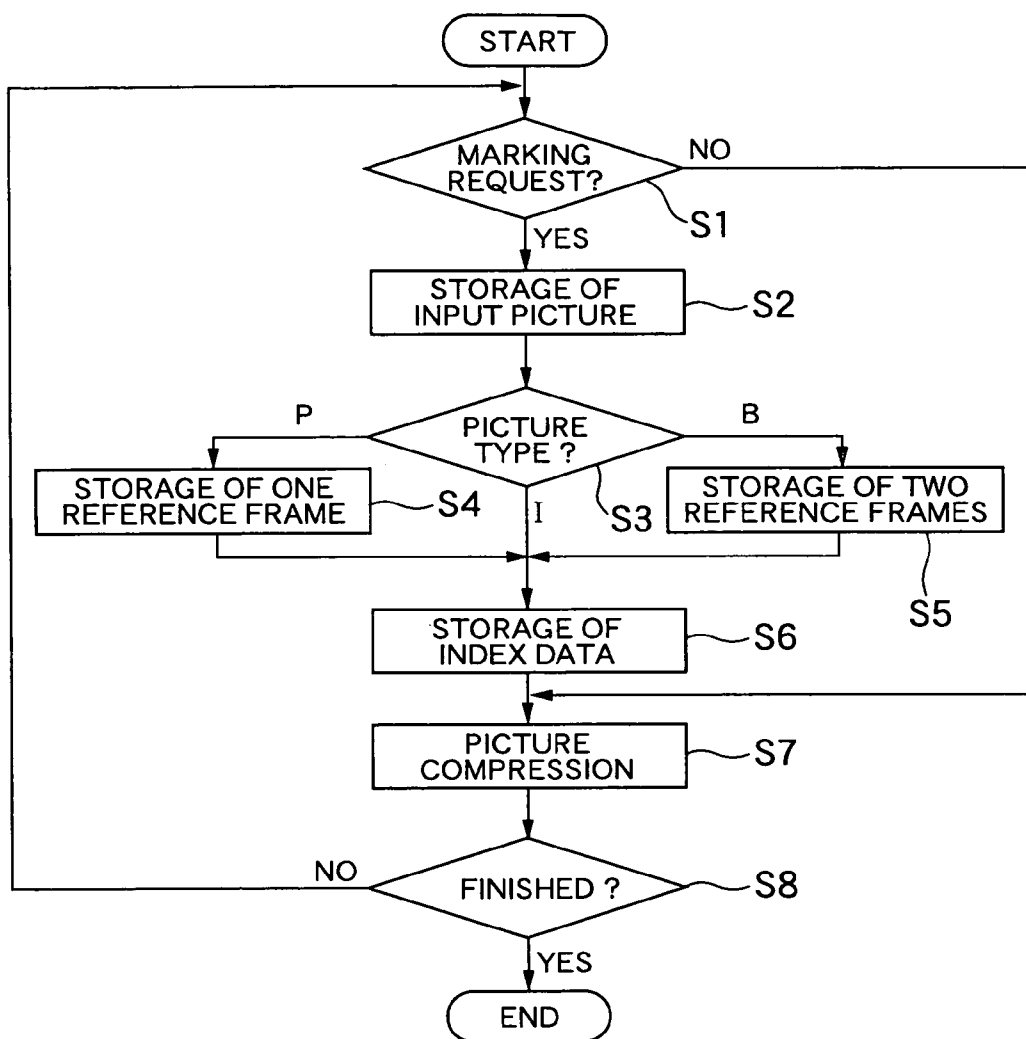 START
MARKING
REQUEST?
NO
S1
YES
STORAGE OF
INPUT PICTURE
S2
P
PICTURE
TYPE ?
B
STORAGE OF ONE
REFERENCE FRAME
S4
I
S3
STORAGE OF TWO
REFERENCE FRAMES
S5
STORAGE OF
INDEX DATA
S6
PICTURE
COMPRESSION
S7
NO
FINISHED ?
S8
YES
END